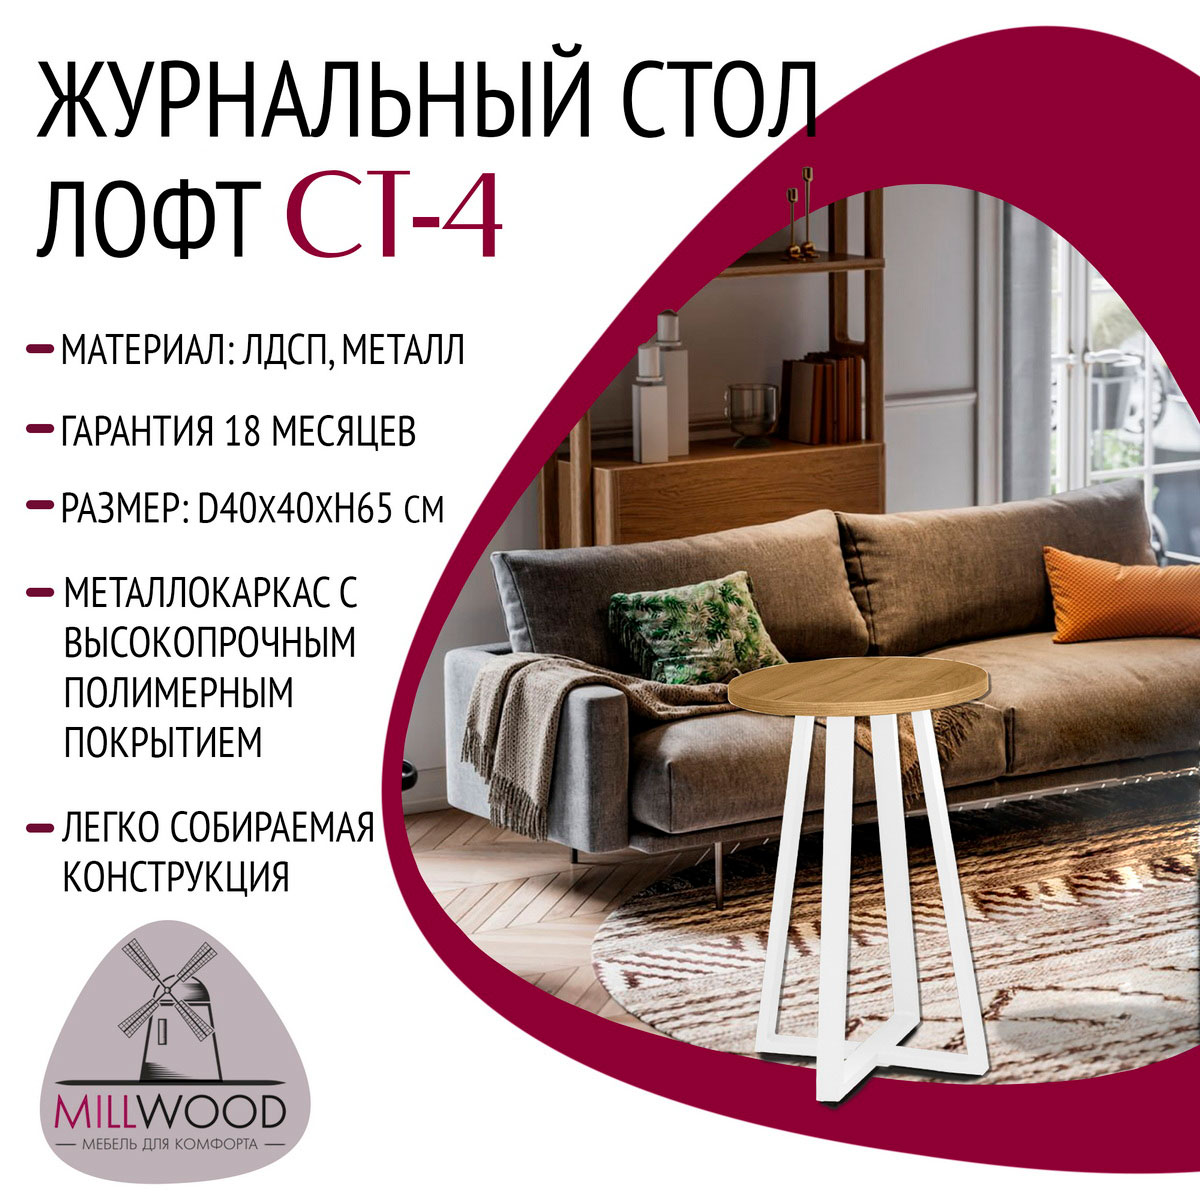 ЖУРНАЛЬНЫЙ СТОЛ
ЛОФТ СТ-4
МАТЕРИАЛ: ЛДСП, МЕТАЛЛ
ГАРАНТИЯ 18 МЕСЯЦЕВ
РАЗМЕР: D40х40хH65 см
МЕТАЛЛОКАРКАС С
ВЫСОКОПРОЧНЫМ
ПОЛИМЕРНЫМ
ПОКРЫТИЕМ
ЛЕГКО СОБИРАЕМАЯ
КОНСТРУКЦИЯ
MILLWOOD
МЕБЕЛЬ ДЛЯ КОМФОРТА